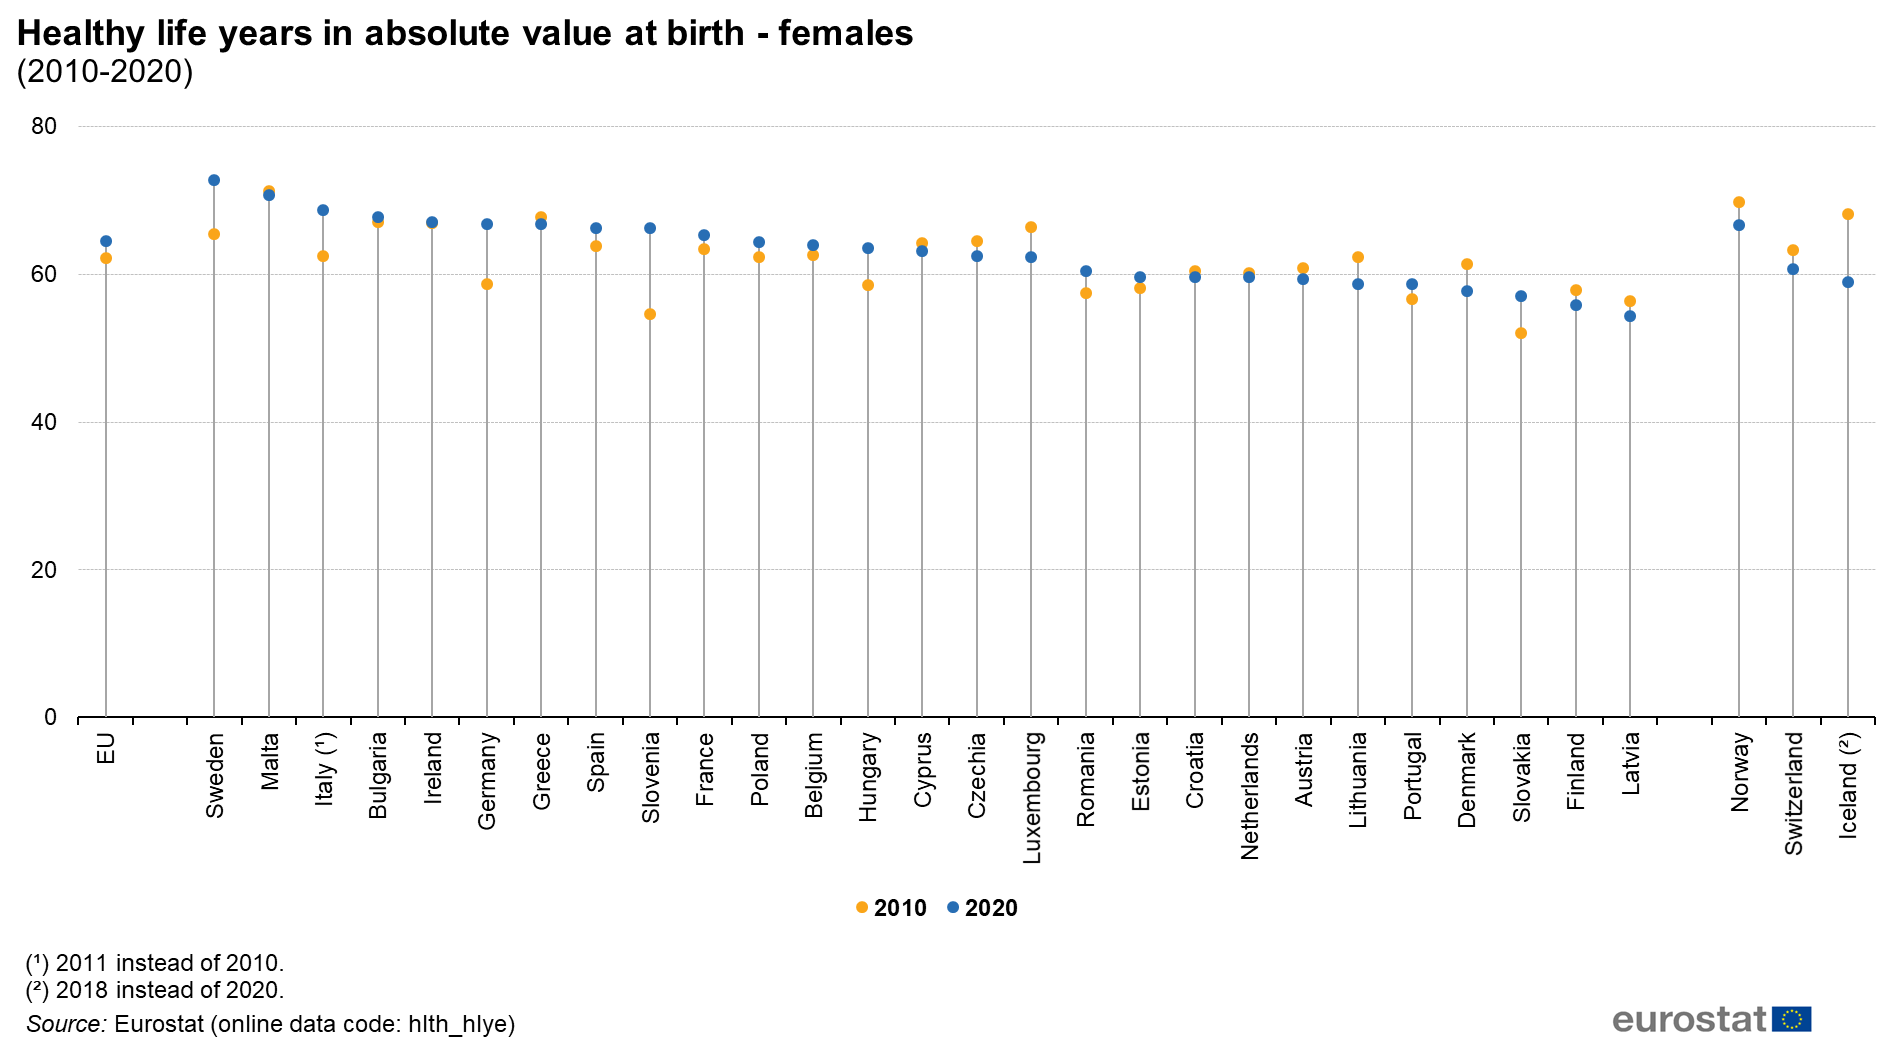 Healthy life years in absolute value at birth - females
(2010-2020)
80
60
40
20
0
EU
Sweden
Malta
Italy (¹)
Bulgaria
Ireland
Germany
Greece
Spain
Slovenia
France
Poland
Belgium
Hungary
Cyprus
Czechia
Luxembourg
Romania
Estonia
Croatia
Netherlands
Austria
Lithuania
Portugal
Denmark
Slovakia
Finland
Latvia
Norway
Switzerland
Iceland (²)
2010 2020
(¹) 2011 instead of 2010.
(²) 2018 instead of 2020.
Source: Eurostat (online data code: hlth_hlye)
eurostat